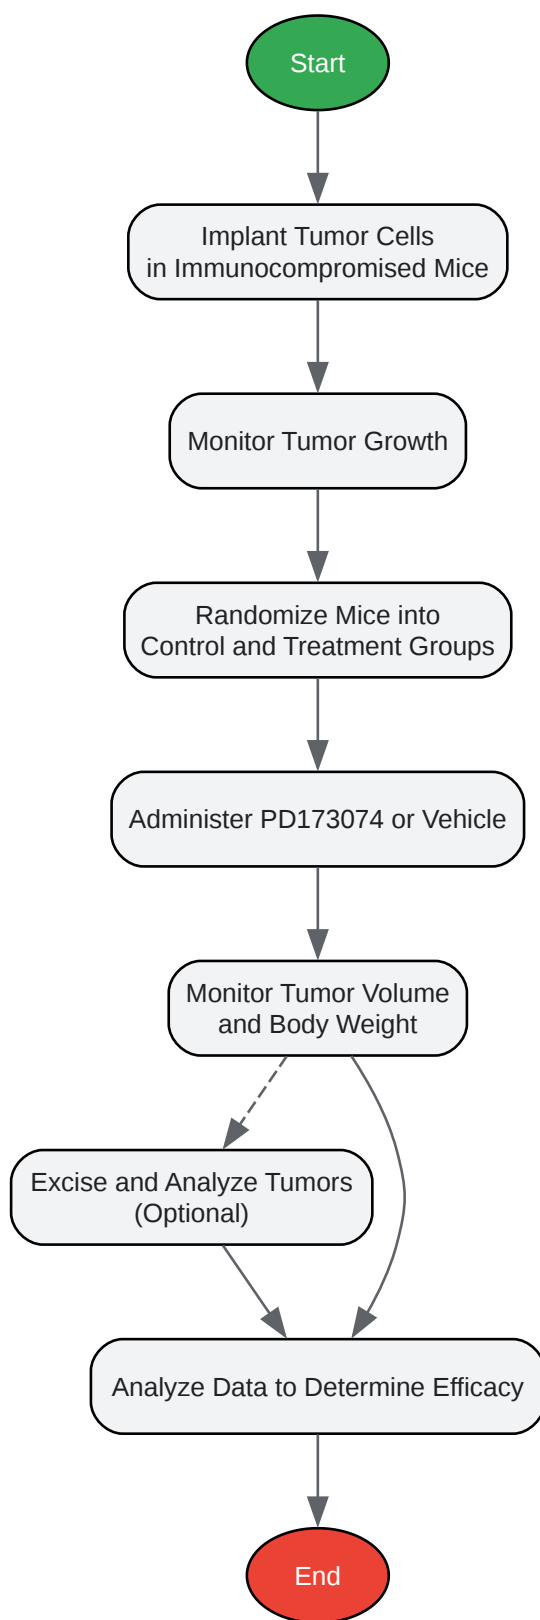 Start
Implant Tumor Cells
in Immunocompromised Mice
Monitor Tumor Growth
Randomize Mice into
Control and Treatment Groups
Administer PD173074 or Vehicle
Monitor Tumor Volume
and Body Weight
Excise and Analyze Tumors
(Optional)
Analyze Data to Determine Efficacy
End